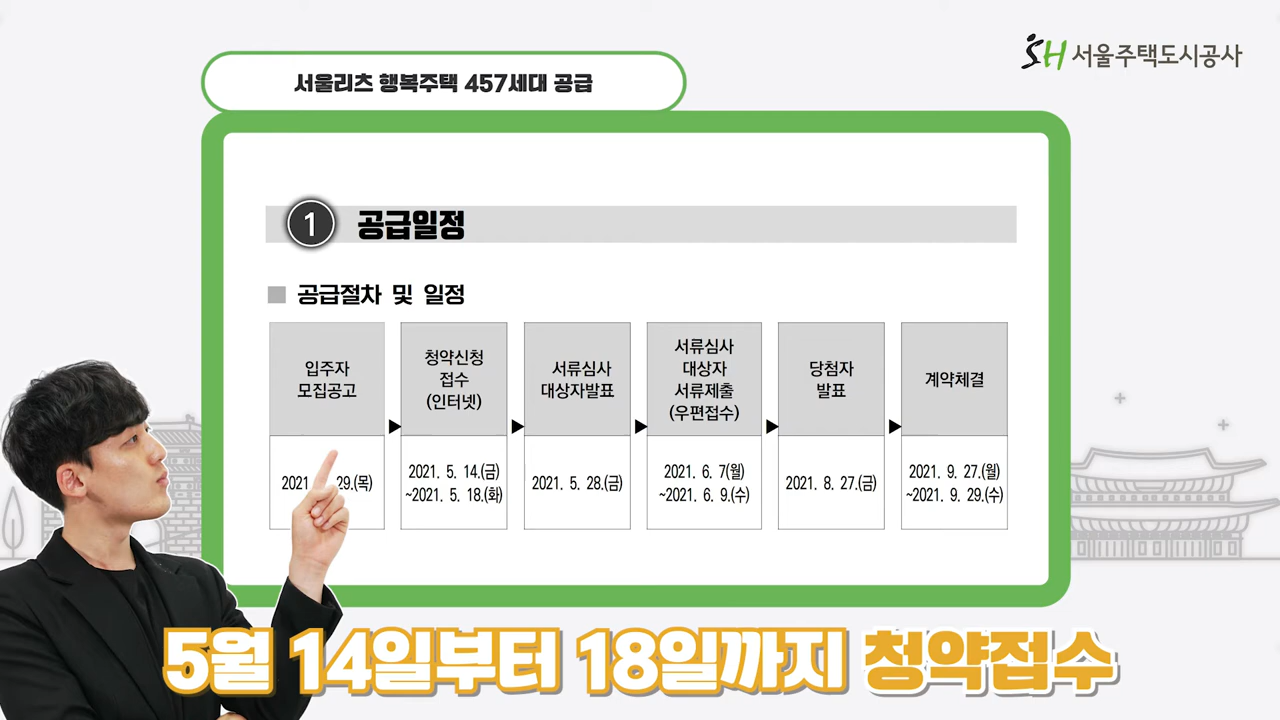 SH 서울주택도시공사
서울리츠 행복주택 457세대 공급
1 공급일정
공급절차 및 일정
입주자
모집공고
2021 29.(목)
청약신청
접수
(인터넷)
2021. 5. 14.(금)
~2021. 5. 18.(화)
서류심사
대상자발표
2021. 5. 28.(금)
서류심사
대상자
서류제출
(우편접수)
2021. 6. 7(월)
~2021. 6. 9.(수)
당첨자
발표
2021. 8. 27.(금)
계약체결
2021. 9. 27.(월)
~2021. 9. 29.(수)
5월 14일부터 18일까지 청약접수